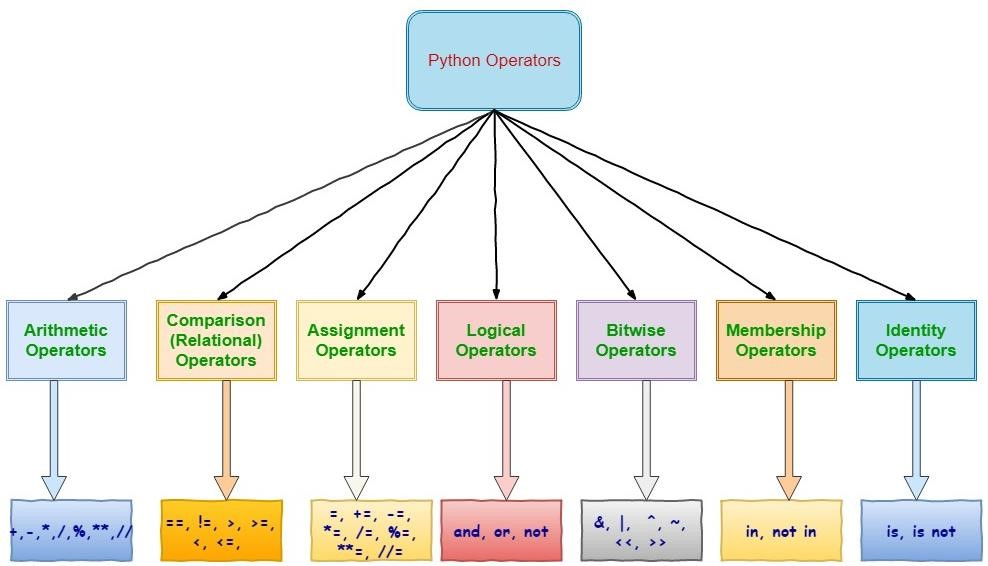 Python Operators
Arithmetic
Operators
Comparison
(Relational)
Operators
Assignment
Operators
Logical
Operators
Bitwise
Operators
Membership
Operators
Identity
Operators
+,-,*,/,%,**,//
==, !=, >, >=,
<, <=,
=, +=, -=,
*=, /=, %=,
**=, //=
and, or, not
&, |, ^, ~,
<<, >>
in, not in
is, is not